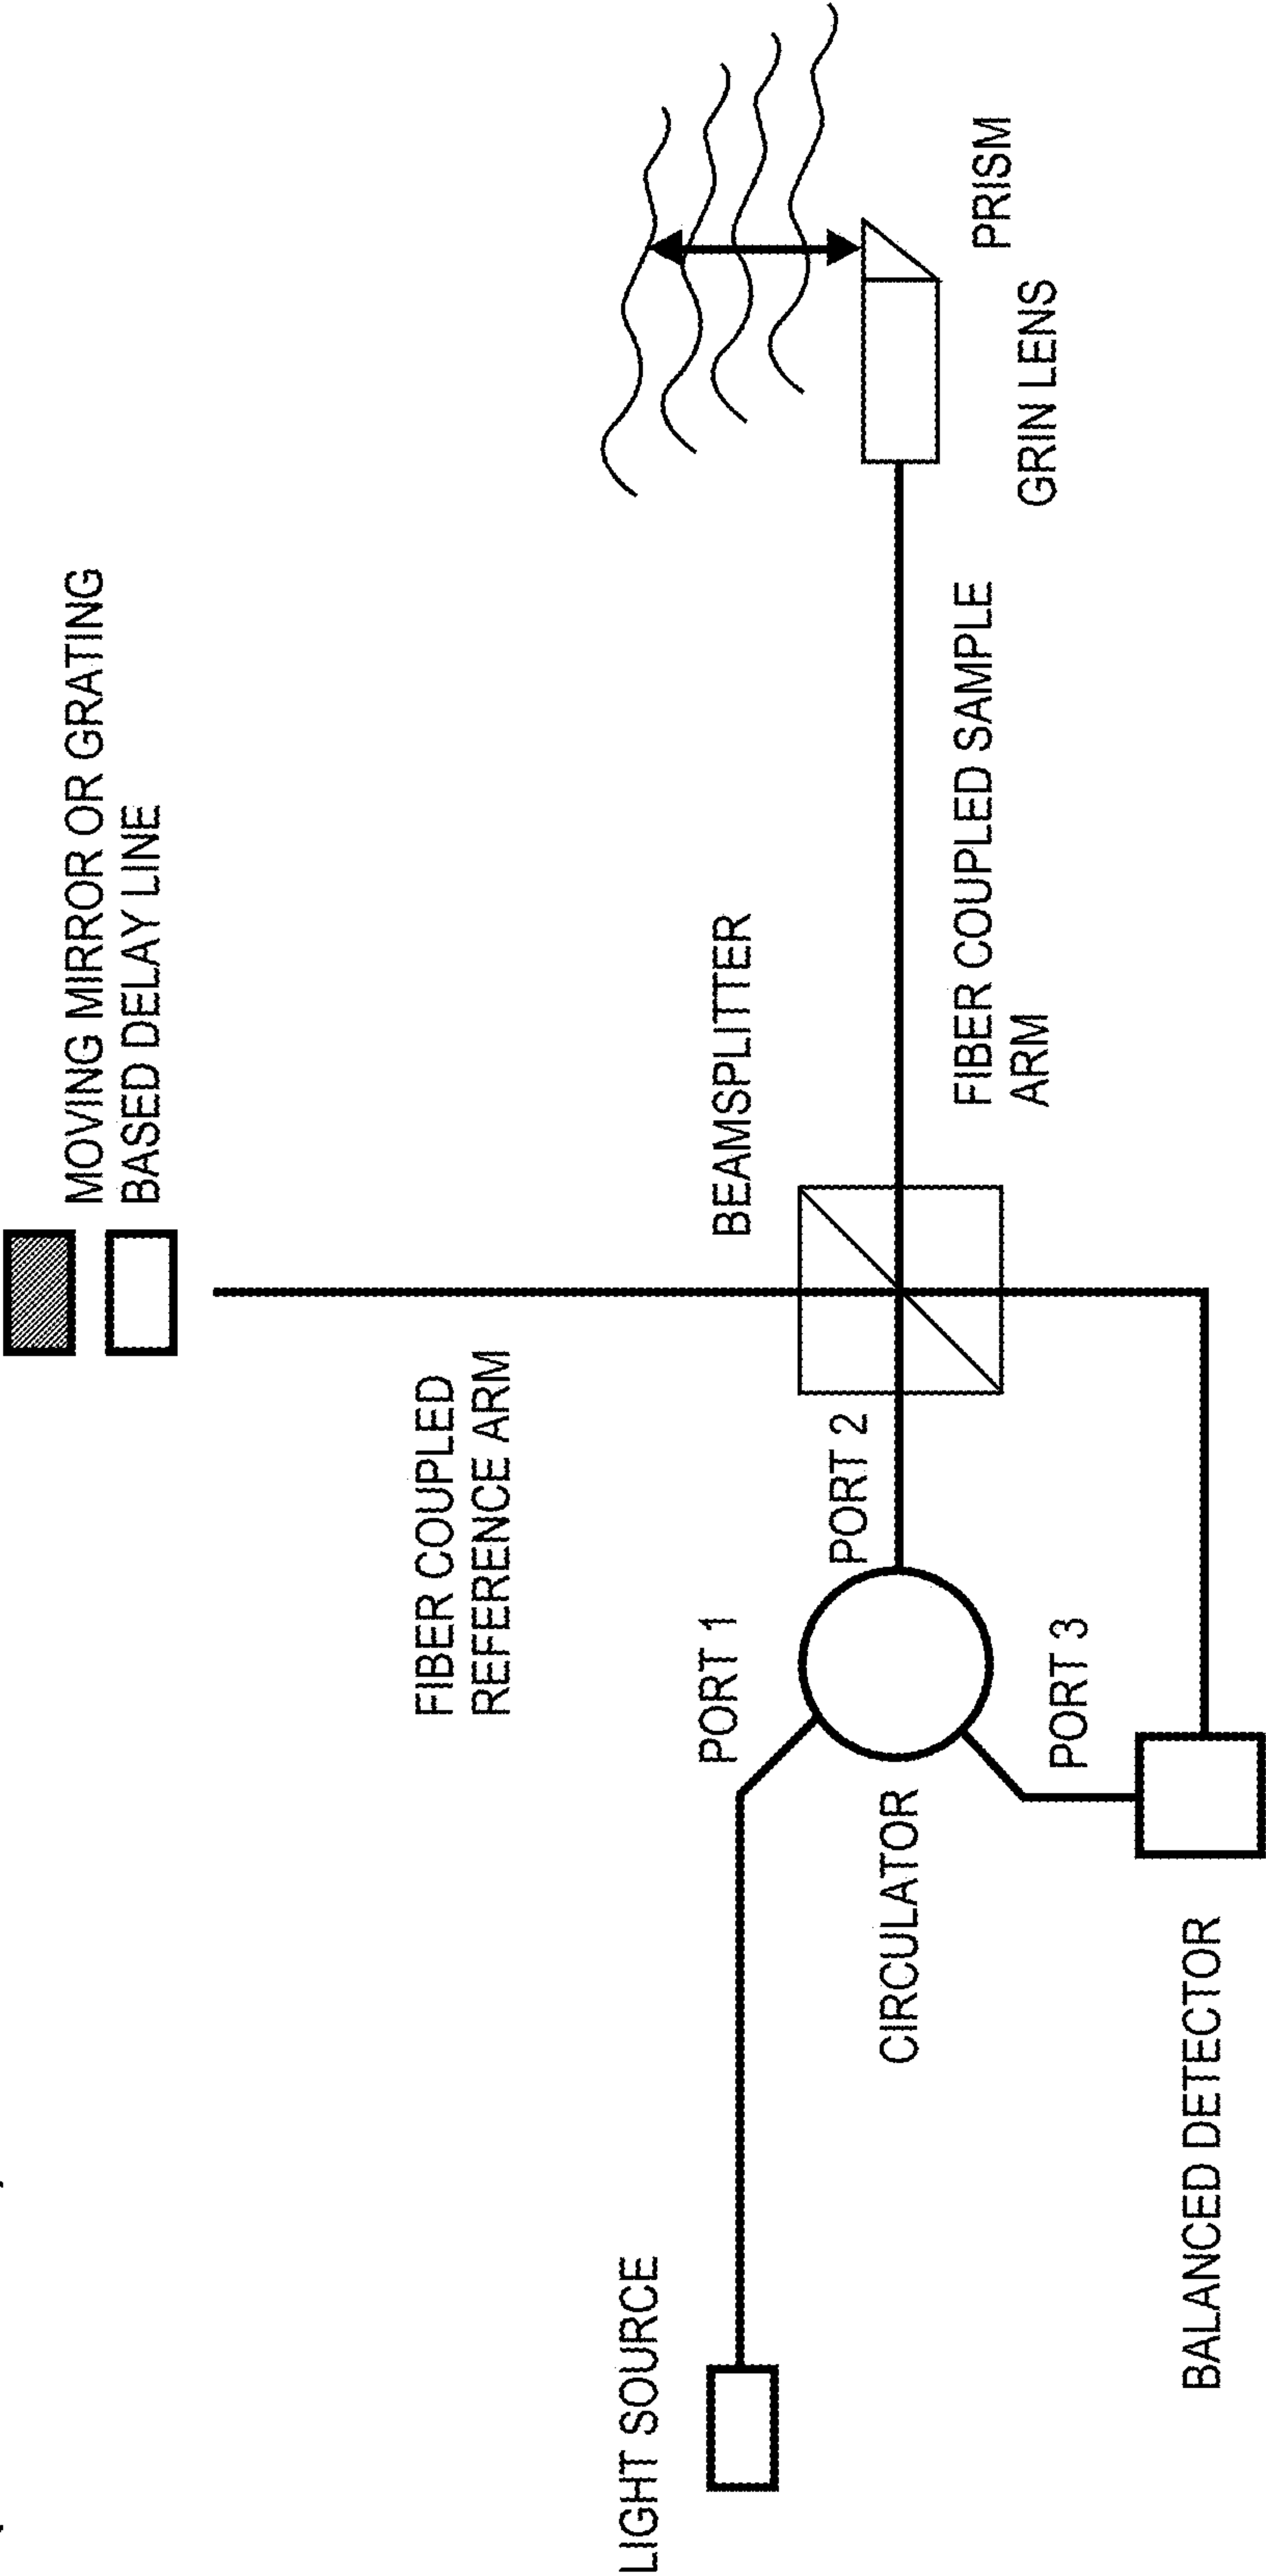 MOVING MIRROR OR GRATING
BASED DELAY LINE
FIBER COUPLED
REFERENCE ARM
BEAMSPLITTER
PRISM
GRIN LENS
FIBER COUPLED SAMPLE
ARM
LIGHT SOURCE
PORT 1
PORT 2
CIRCULATOR
PORT 3
BALANCED DETECTOR